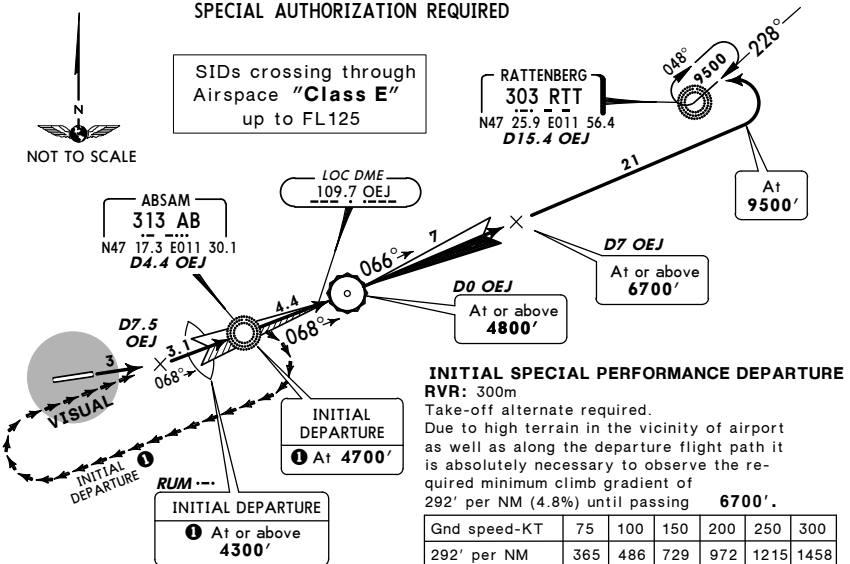 SPECIAL AUTHORIZATION REQUIRED
SIDs crossing through
Airspace "Class E"
up to FL125
N
NOT TO SCALE
RATTENBERG
303 RTT
N47 25.9 E011 56.4
D15.4 OEJ
048°
9500
228°
21
At
9500'
LOC DME
109.7 OEJ
ABSAM
313 AB
N47 17.3 E011 30.1
D4.4 OEJ
066°
7
D7 OEJ
At or above
6700'
D0 OEJ
At or above
4800'
4.4
068°
D7.5
OEJ
3.1
068°
3
VISUAL
INITIAL
DEPARTURE ❶
INITIAL
DEPARTURE
❶ At 4700'
RUM
INITIAL DEPARTURE
❶ At or above
4300'
INITIAL SPECIAL PERFORMANCE DEPARTURE
RVR: 300m
Take-off alternate required.
Due to high terrain in the vicinity of airport
as well as along the departure flight path it
is absolutely necessary to observe the re-
quired minimum climb gradient of
292' per NM (4.8%) until passing 6700'.
Gnd speed-KT 75 100 150 200 250 300
292' per NM 365 486 729 972 1215 1458